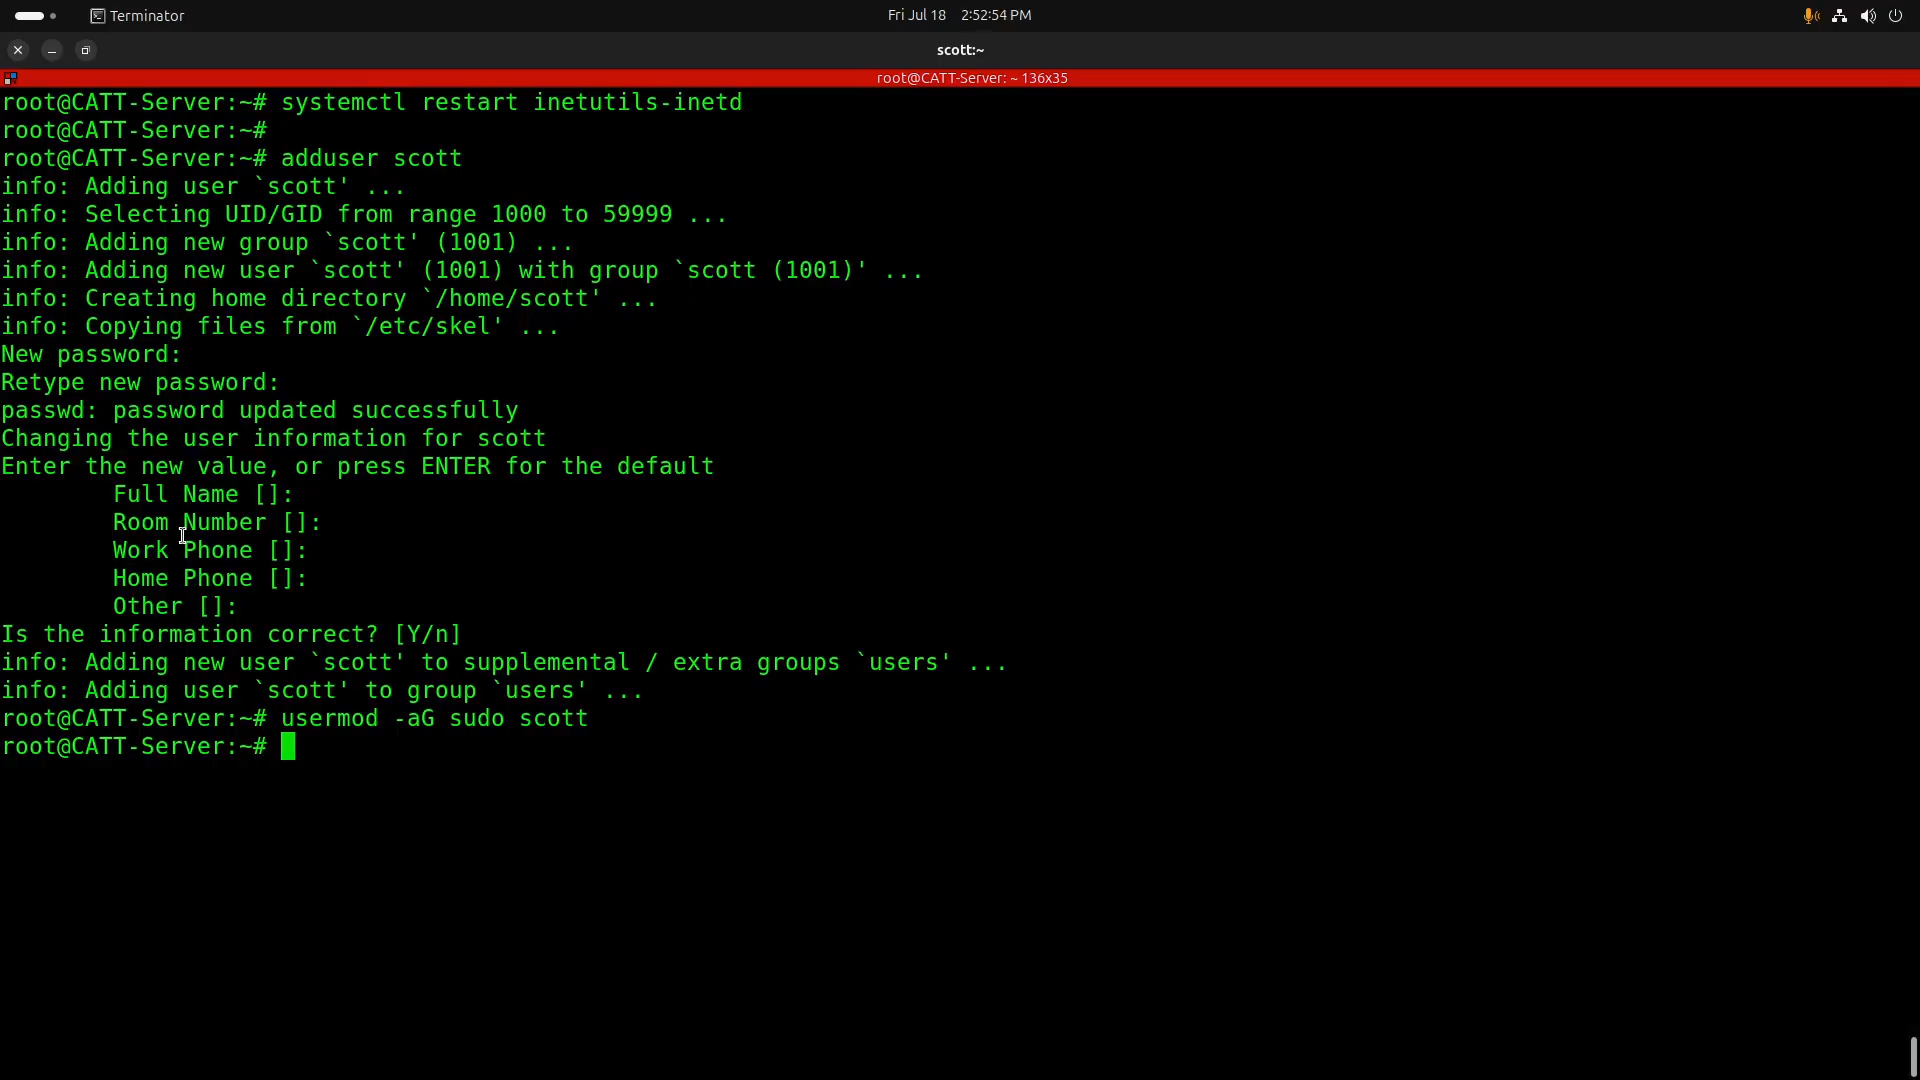 Terminator
Fri Jul 18 2:52:54 PM
scott:~
root@CATT-Server: ~ 136x35
root@CATT-Server:~# systemctl restart inetutils-inetd
root@CATT-Server:~#
root@CATT-Server:~# adduser scott
info: Adding user `scott' ...
info: Selecting UID/GID from range 1000 to 59999 ...
info: Adding new group `scott' (1001) ...
info: Adding new user `scott' (1001) with group `scott (1001)' ...
info: Creating home directory `/home/scott' ...
info: Copying files from `/etc/skel' ...
New password:
Retype new password:
passwd: password updated successfully
Changing the user information for scott
Enter the new value, or press ENTER for the default
        Full Name []:
        Room Number []:
        Work Phone []:
        Home Phone []:
        Other []:
Is the information correct? [Y/n]
info: Adding new user `scott' to supplemental / extra groups `users' ...
info: Adding user `scott' to group `users' ...
root@CATT-Server:~# usermod -aG sudo scott
root@CATT-Server:~#